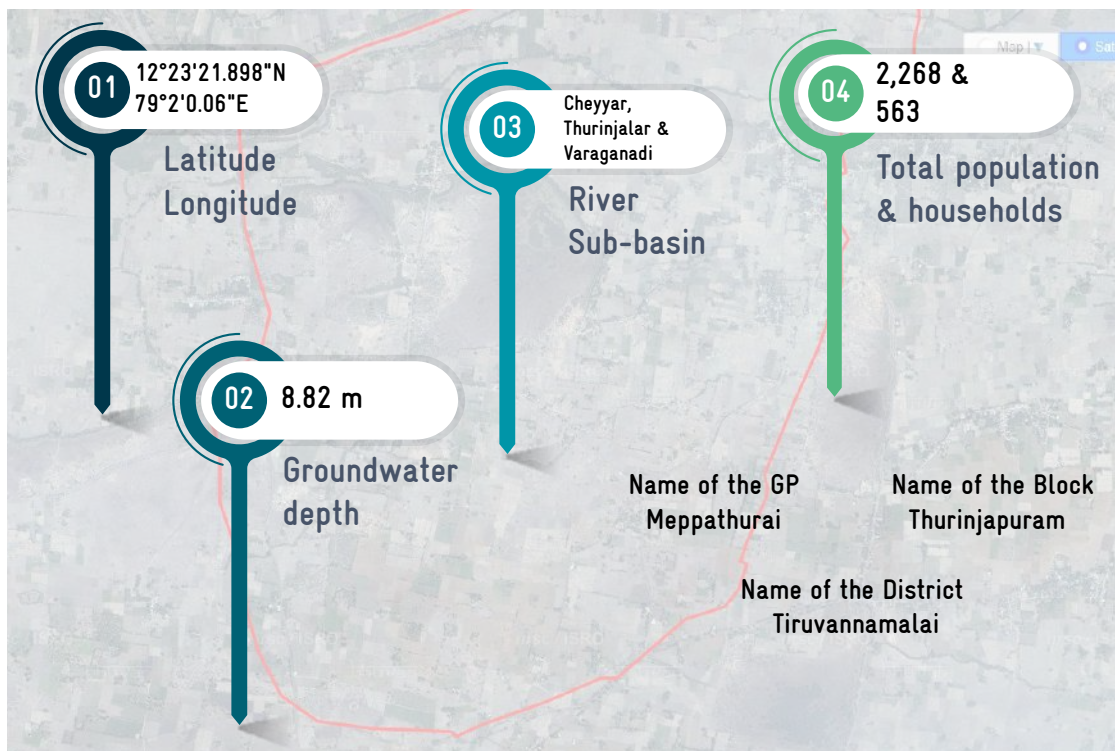 01
12°23'21.898"N
79°2'0.06"E
Latitude
Longitude
02
8.82 m
Groundwater
depth
03
Cheyyar,
Thurinjalar &
Varaganadi
River
Sub-basin
Map
Sat
04
2,268 &
563
Total population
& households
Name of the GP
Meppathurai
Name of the Block
Thurinjapuram
Name of the District
Tiruvannamalai